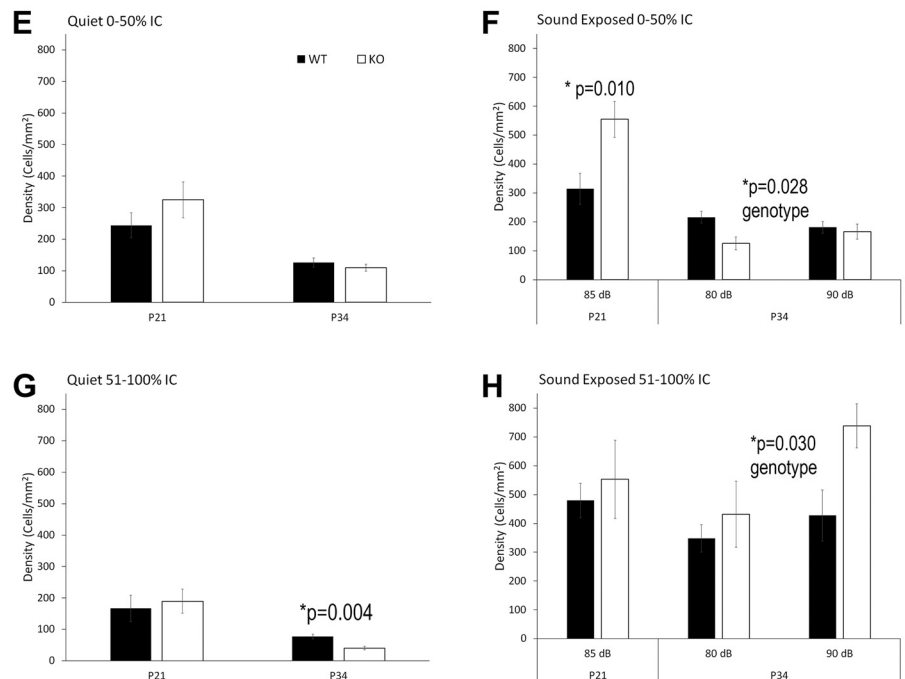 E
Quiet 0-50% IC
WT
KO
Density (Cells/mm²)
800
700
600
500
400
300
200
100
0
P21
P34
F
Sound Exposed 0-50% IC
Density (Cells/mm²)
800
700
600
500
400
300
200
100
0
* p=0.010
*p=0.028
genotype
85 dB
80 dB
90 dB
P21
P34
G
Quiet 51-100% IC
Density (Cells/mm²)
800
700
600
500
400
300
200
100
0
*p=0.004
P21
P34
H
Sound Exposed 51-100% IC
Density (Cells/mm²)
800
700
600
500
400
300
200
100
0
*p=0.030
genotype
85 dB
80 dB
90 dB
P21
P34